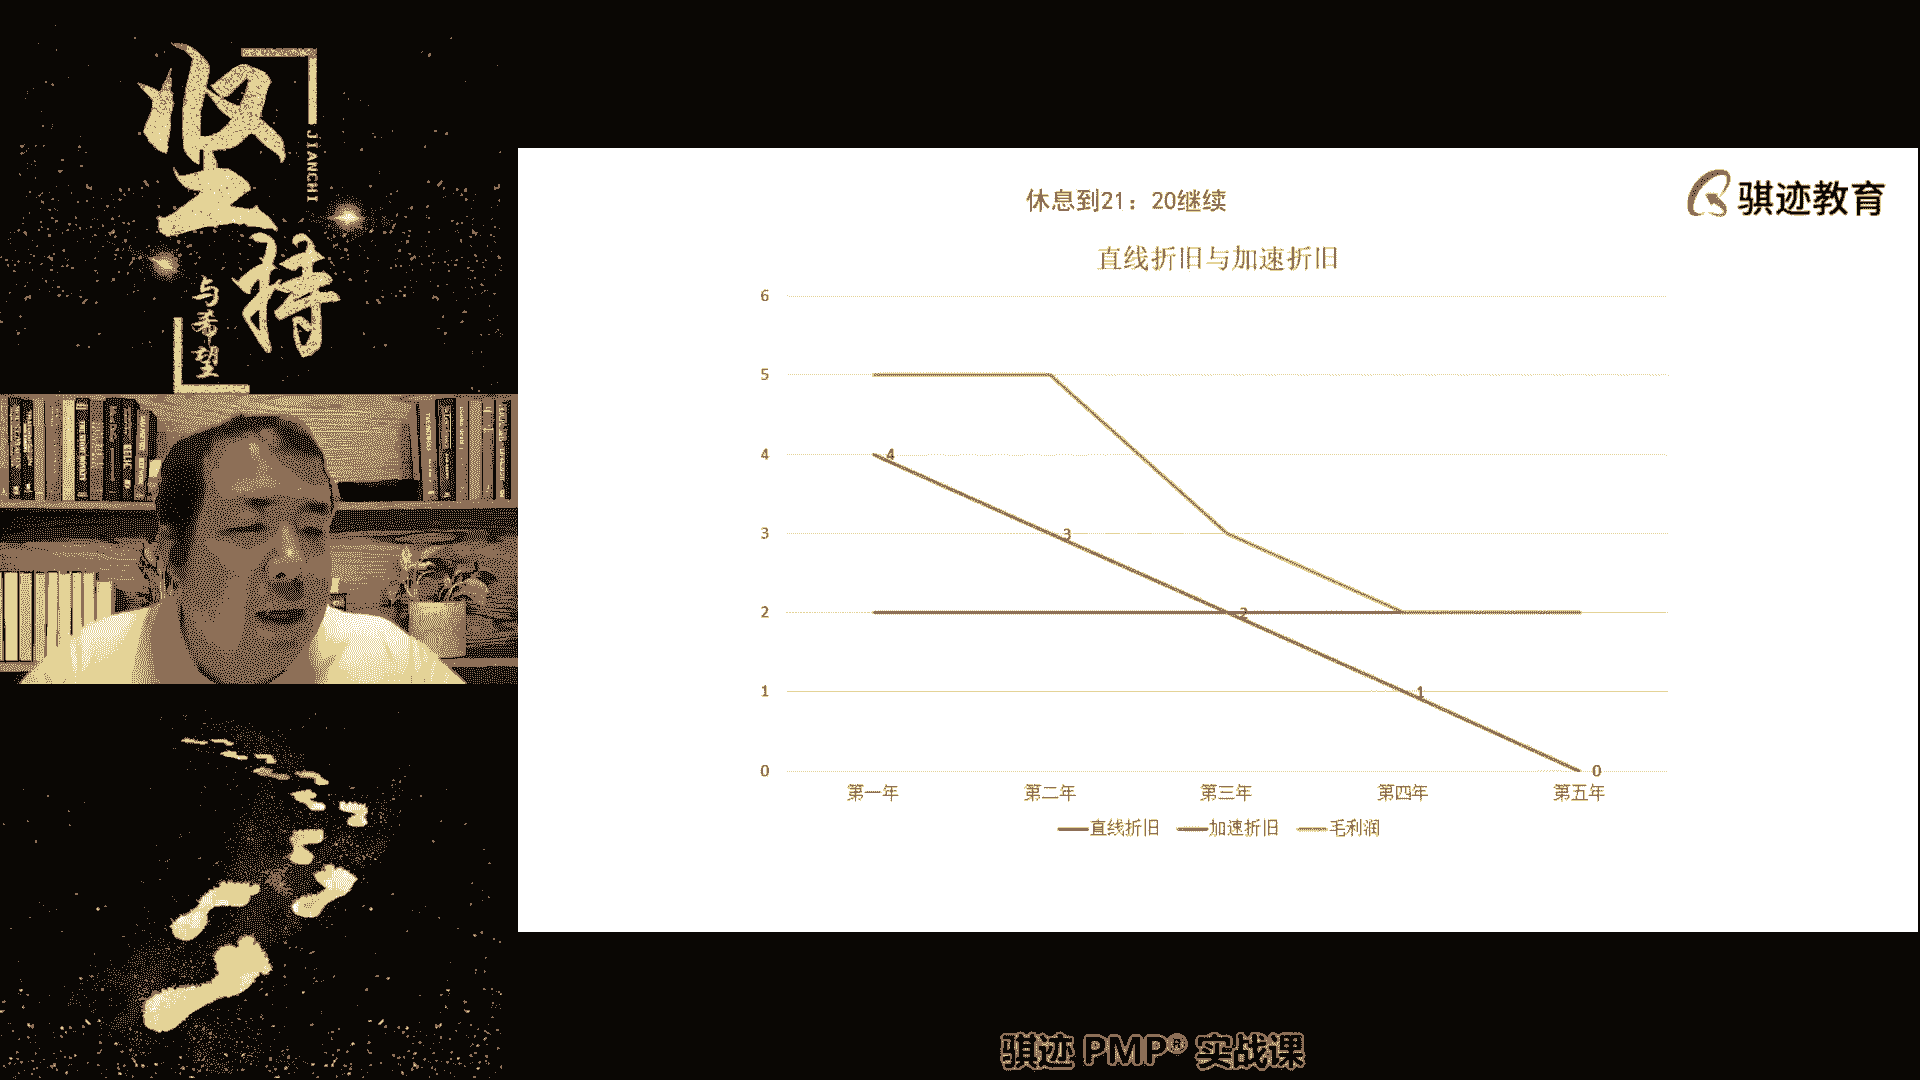 坚持
JIANCHI
与希望
骐迹教育
休息到21：20继续
直线折旧与加速折旧
6
5
4
3
2
1
0
4
3
2
1
0
第一年 第二年 第三年 第四年 第五年
直线折旧 加速折旧 毛利润
骐迹 PMP® 实战课